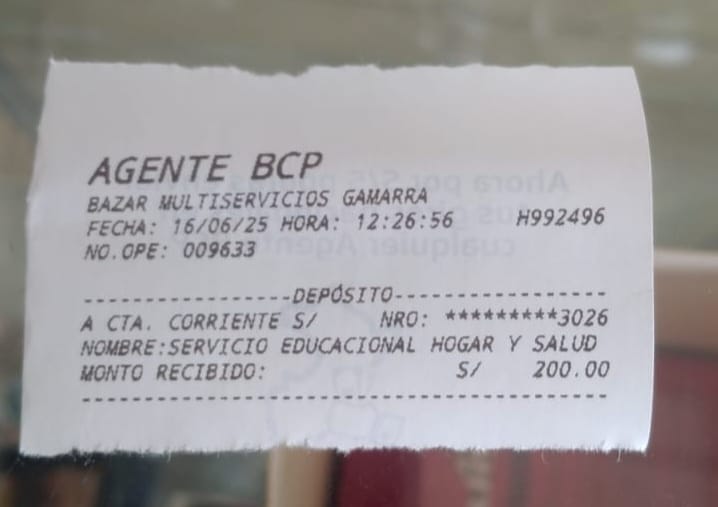 AGENTE BCP
BAZAR MULTISERVICIOS GAMARRA
FECHA: 16/06/25 HORA: 12:26:56 H992496
NO.OPE: 009633
-----------------DEPÓSITO-----------------
A CTA. CORRIENTE S/ NRO: *********3026
NOMBRE:SERVICIO EDUCACIONAL HOGAR Y SALUD
MONTO RECIBIDO: S/ 200.00
------------------------------------------